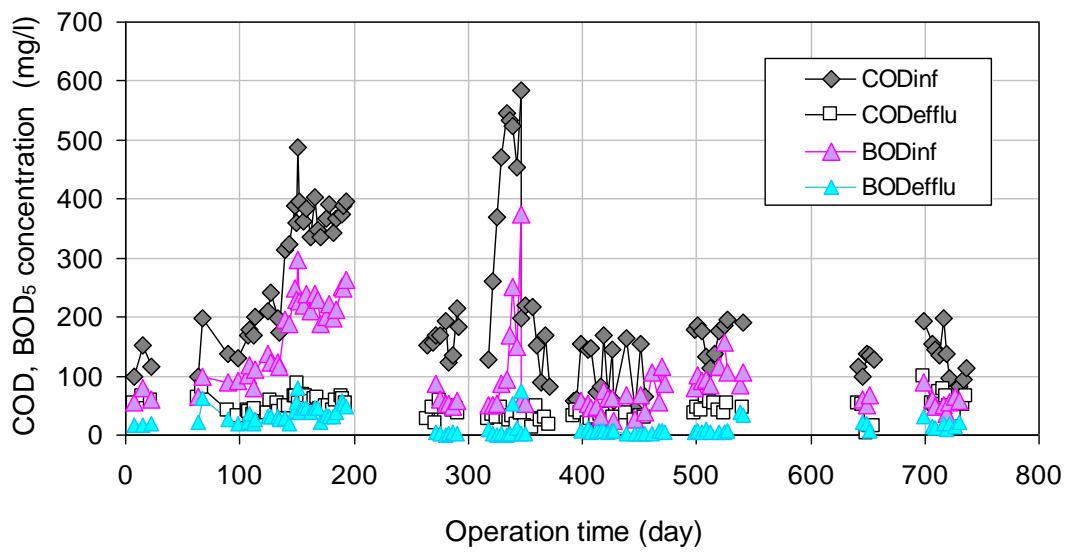 COD, BOD₅ concentration (mg/l)
700
600
500
400
300
200
100
0
0 100 200 300 400 500 600 700 800
Operation time (day)
CODinf
CODefflu
BODinf
BODefflu